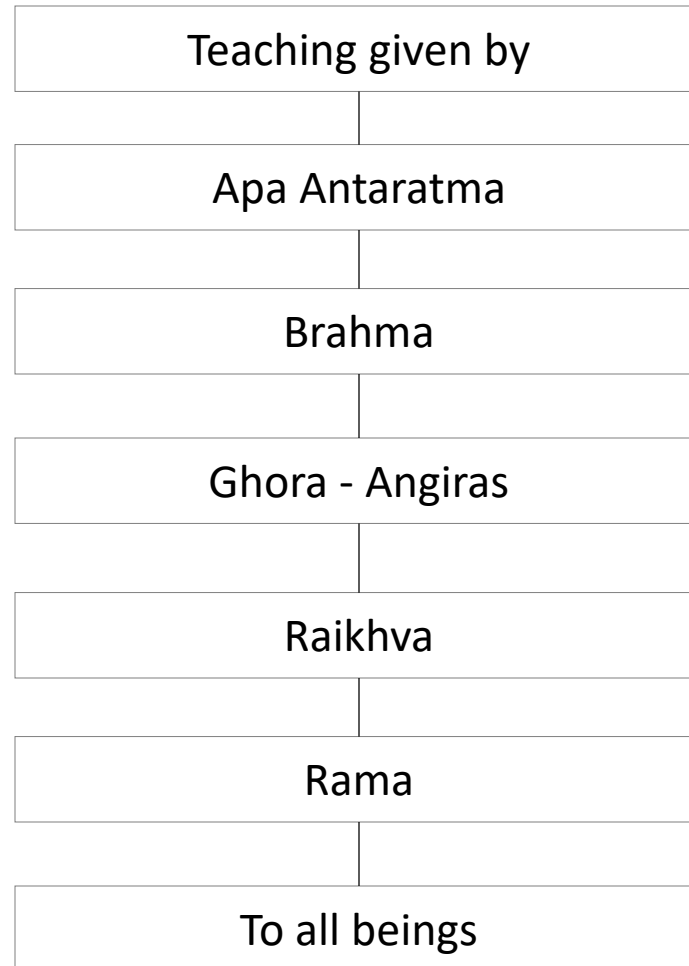 Teaching given by
Apa Antaratma
Brahma
Ghora - Angiras
Raikhva
Rama
To all beings